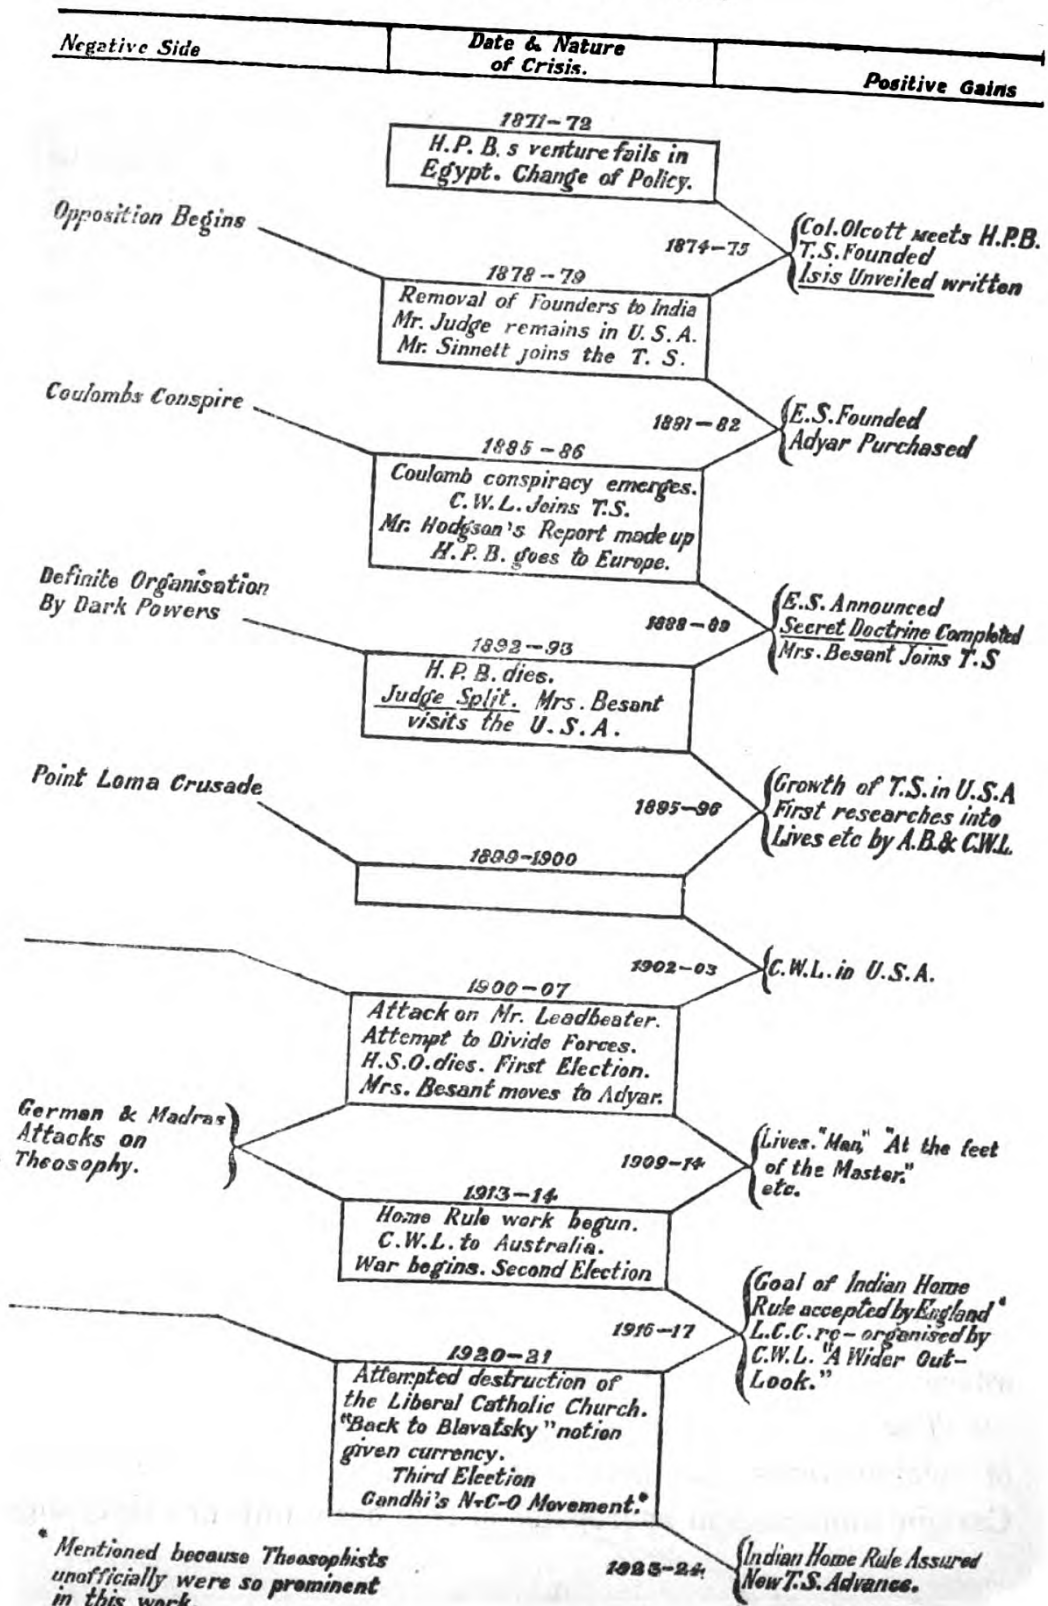 Negative Side
Date & Nature
of Crisis.
Positive Gains
1871-72
H.P.B.s venture fails in
Egypt. Change of Policy.
Opposition Begins
1874-75
Col.Olcott meets H.P.B.
T.S.Founded
Isis Unveiled written
1878-79
Removal of Founders to India
Mr. Judge remains in U.S.A.
Mr. Sinnett joins the T. S.
Coulombs Conspire
1891-82
E.S.Founded
Adyar Purchased
1885-86
Coulomb conspiracy emerges.
C.W.L. Joins T.S.
Mr. Hodgson's Report made up
H.P.B. goes to Europe.
Definite Organisation
By Dark Powers
1888-89
E.S. Announced
Secret Doctrine Completed
Mrs. Besant Joins T.S
1892-93
H.P.B. dies.
Judge Split. Mrs. Besant
visits the U.S.A.
Point Loma Crusade
1895-96
Growth of T.S. in U.S.A
First researches into
Lives etc by A.B.& C.W.L.
1899-1900
1902-03
C.W.L. in U.S.A.
1900-07
Attack on Mr. Leadbeater.
Attempt to Divide Forces.
H.S.O. dies. First Election.
Mrs. Besant moves to Adyar.
German & Madras
Attacks on
Theosophy.
1909-14
Lives. "Man," "At the feet
of the Master."
etc.
1913-14
Home Rule work begun.
C.W.L. to Australia.
War begins. Second Election
1916-17
Goal of Indian Home
Rule accepted by England*
L.C.C. re-organised by
C.W.L. "A Wider Out-
Look."
1920-21
Attempted destruction of
the Liberal Catholic Church.
"Back to Blavatsky" notion
given currency.
Third Election
Gandhi's N-C-O Movement.*
1923-24.
Indian Home Rule Assured
New T.S. Advance.
* Mentioned because Theosophists
unofficially were so prominent
in this work.